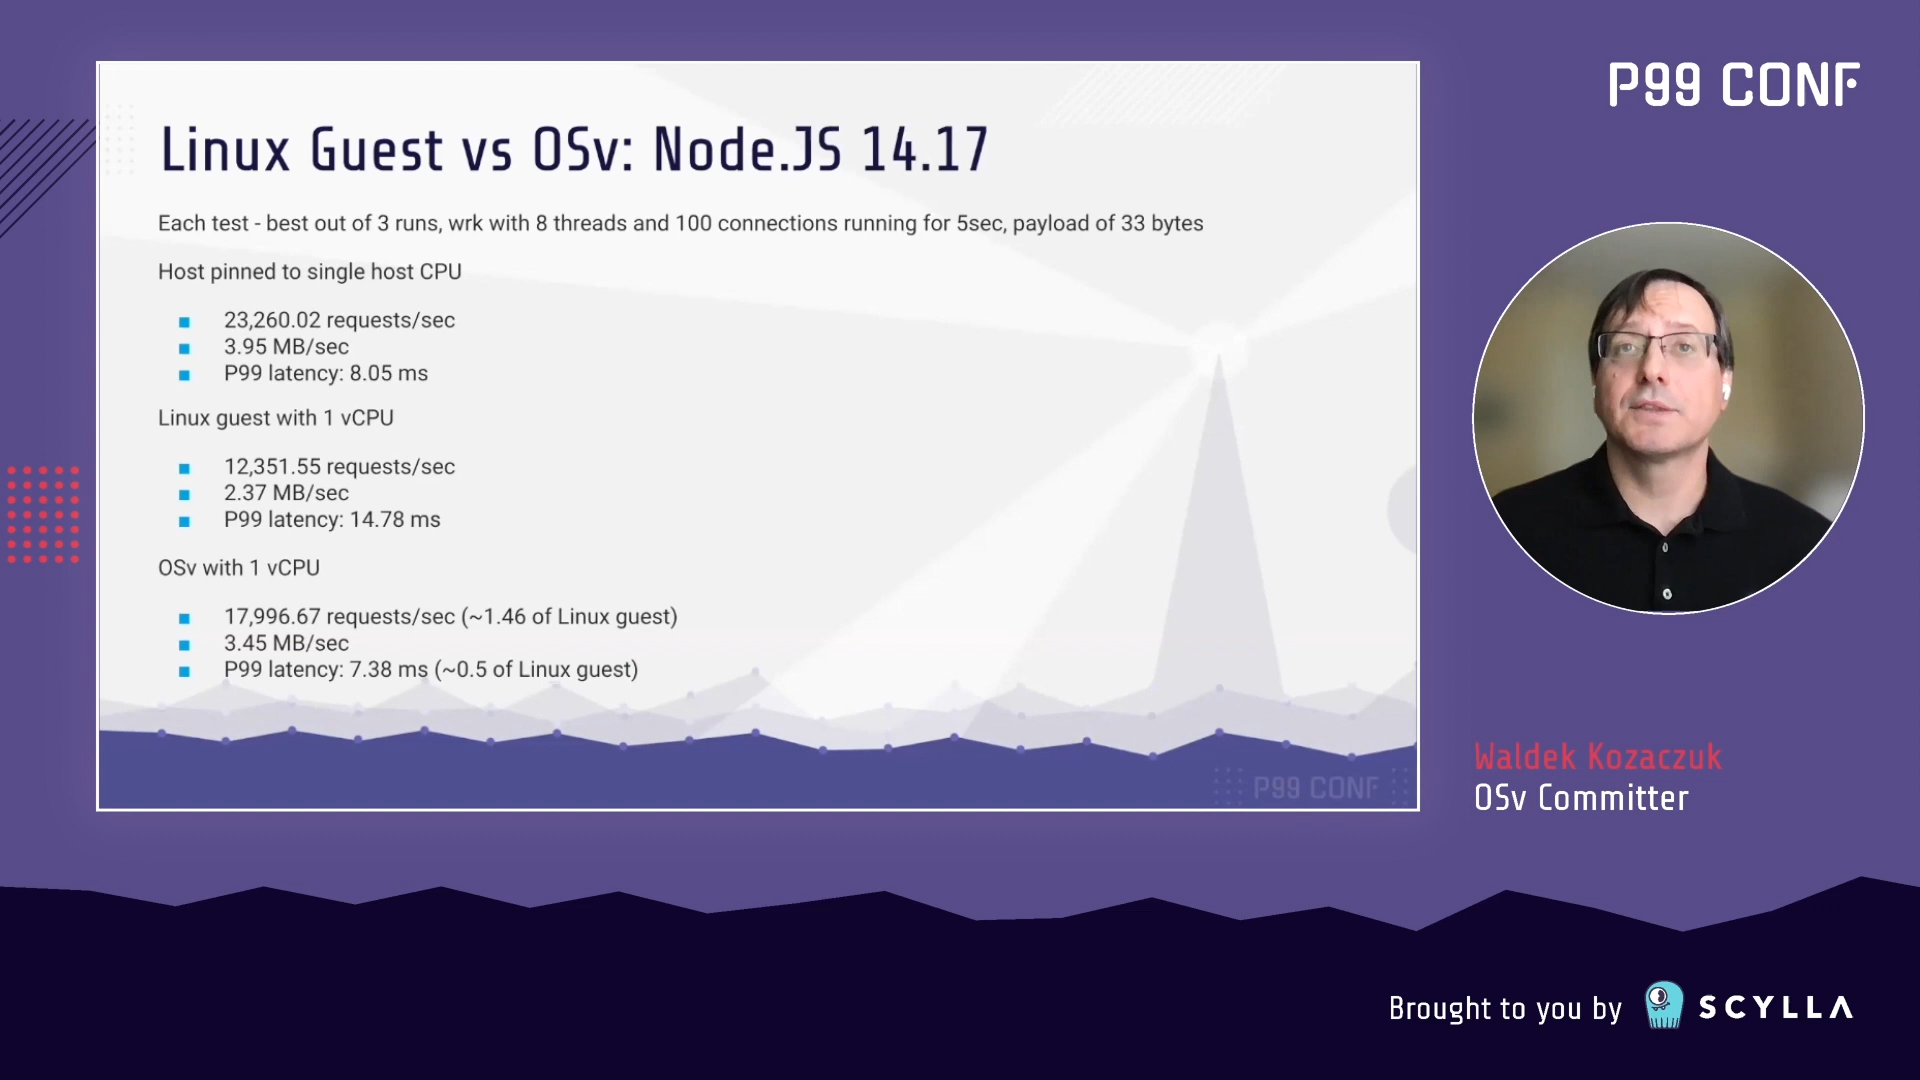 P99 CONF
Linux Guest vs OSv: Node.JS 14.17
Each test - best out of 3 runs, wrk with 8 threads and 100 connections running for 5sec, payload of 33 bytes
Host pinned to single host CPU
23,260.02 requests/sec
3.95 MB/sec
P99 latency: 8.05 ms
Linux guest with 1 vCPU
12,351.55 requests/sec
2.37 MB/sec
P99 latency: 14.78 ms
OSv with 1 vCPU
17,996.67 requests/sec (~1.46 of Linux guest)
3.45 MB/sec
P99 latency: 7.38 ms (~0.5 of Linux guest)
P99 CONF
Waldek Kozaczuk
OSv Committer
Brought to you by SCYLLA